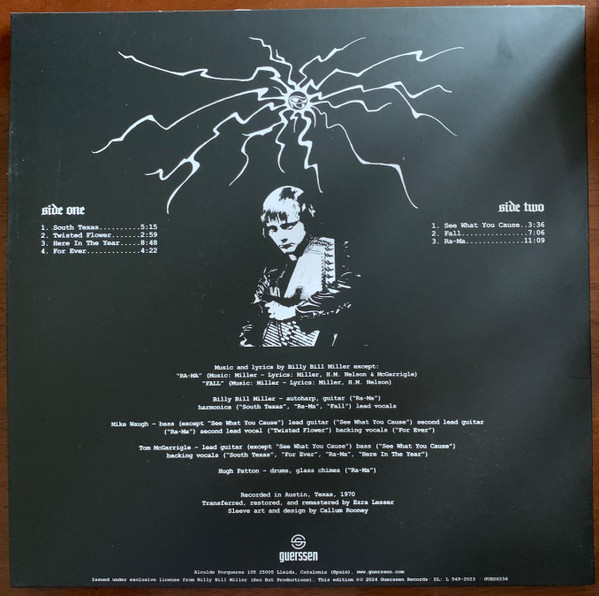 side one
1. South Texas..........5:15
2. Twisted Flower.......2:59
3. Here In The Year....8:48
4. For Ever.............4:22
side two
1. See What You Cause..3:36
2. Fall.................7:06
3. Ra-Ma..............11:09
Music and lyrics by Billy Bill Miller except:
"RA-MA" (Music: Miller - Lyrics: Miller, H.M. Nelson & McGarrigle)
"FALL" (Music: Miller - Lyrics: Miller, H.M. Nelson)
Billy Bill Miller - autoharp, guitar ("Ra-Ma")
harmonica ("South Texas", "Ra-Ma", "Fall") lead vocals
Mike Waugh - bass (except "See What You Cause") lead guitar ("See What You Cause") second lead guitar
("Ra-Ma") second lead vocal ("Twisted Flower") backing vocals ("For Ever")
Tom McGarrigle - lead guitar (except "See What You Cause") bass ("See What You Cause")
backing vocals ("South Texas", "For Ever", "Ra-Ma", "Here In The Year")
Hugh Patton - drums, glass chimes ("Ra-Ma")
Recorded in Austin, Texas, 1970
Transferred, restored, and remastered by Ezra Lesser
Sleeve art and design by Callum Rooney
guerssen
Alcalde Porqueres 105 25005 Lleida, Catalonia (Spain). www.guerssen.com
Issued under exclusive license from Billy Bill Miller (Sea Bat Productions). This edition ©℗ 2024 Guerssen Records · DL: L 549-2023 · GUESS236